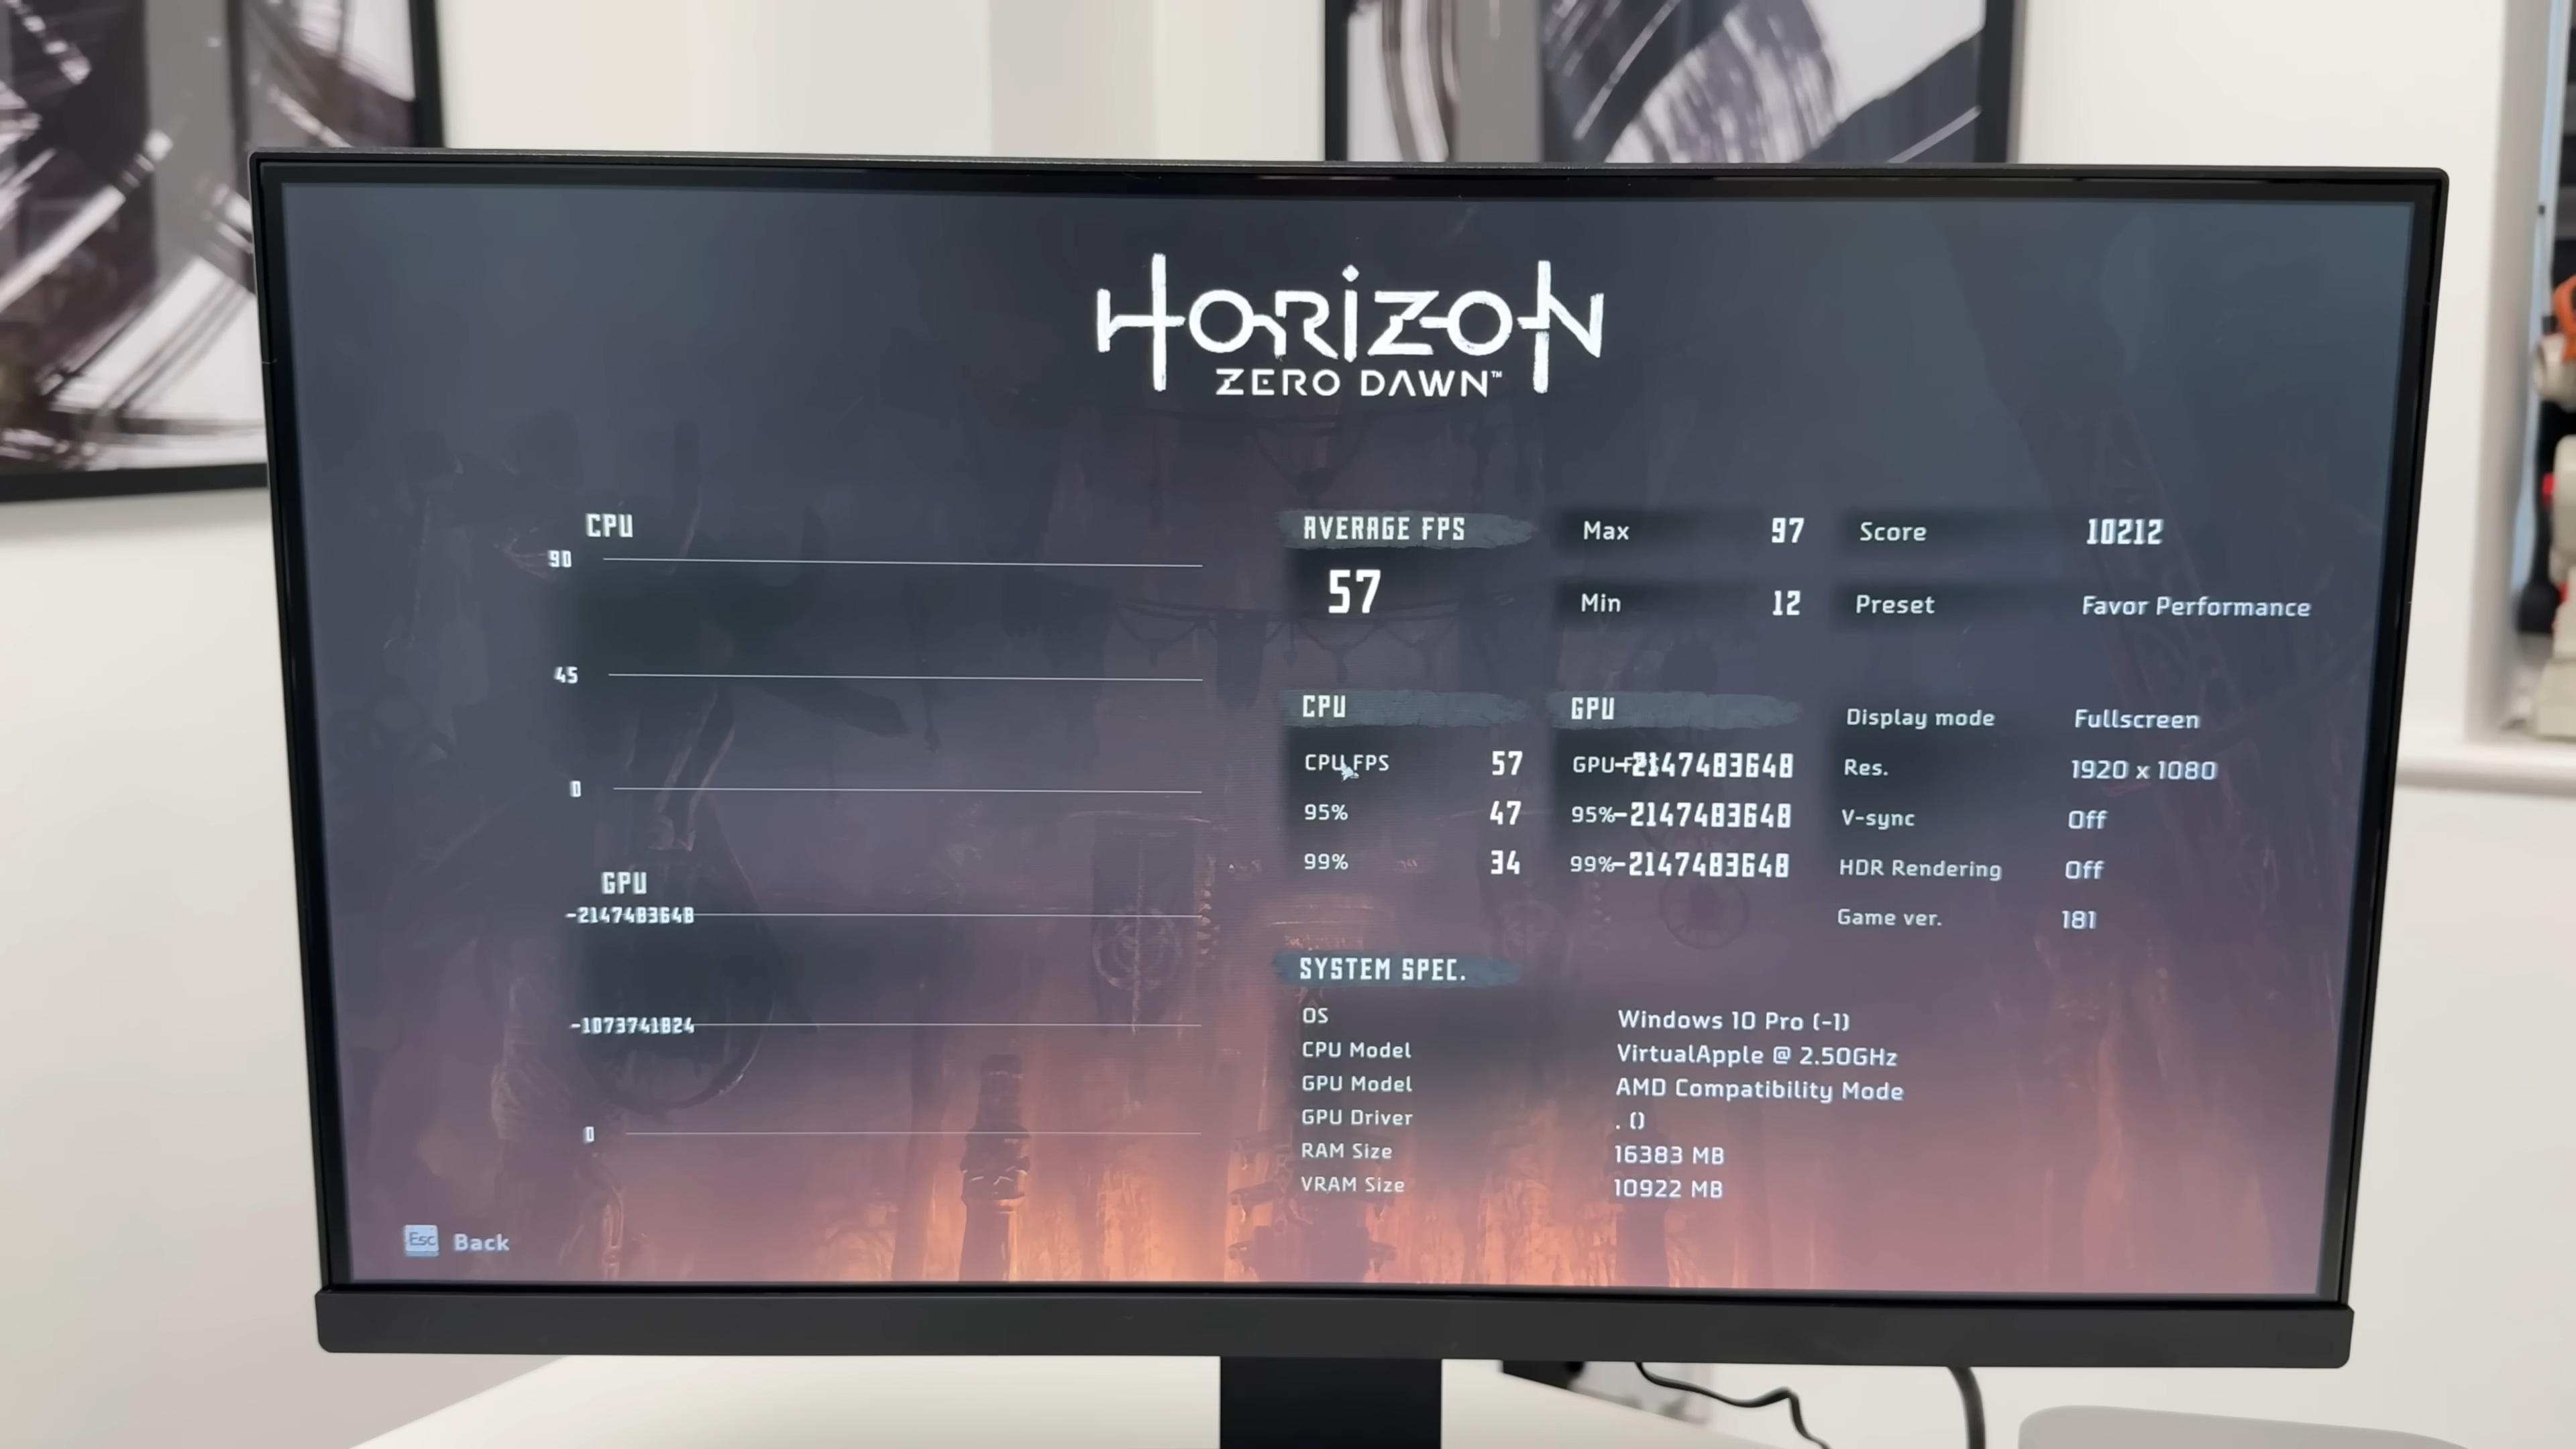 HORIZON
ZERO DAWN™
CPU
90
45
0
GPU
-2147483648
-1073741824
0
AVERAGE FPS
57
Max 97
Min 12
Score 10212
Preset Favor Performance
CPU
CPU FPS 57
95% 47
99% 34
GPU
GPU FPS -2147483648
95% -2147483648
99% -2147483648
Display mode Fullscreen
Res. 1920 x 1080
V-sync Off
HDR Rendering Off
Game ver. 181
SYSTEM SPEC.
OS Windows 10 Pro (-1)
CPU Model VirtualApple @ 2.50GHz
GPU Model AMD Compatibility Mode
GPU Driver . ()
RAM Size 16383 MB
VRAM Size 10922 MB
Esc Back